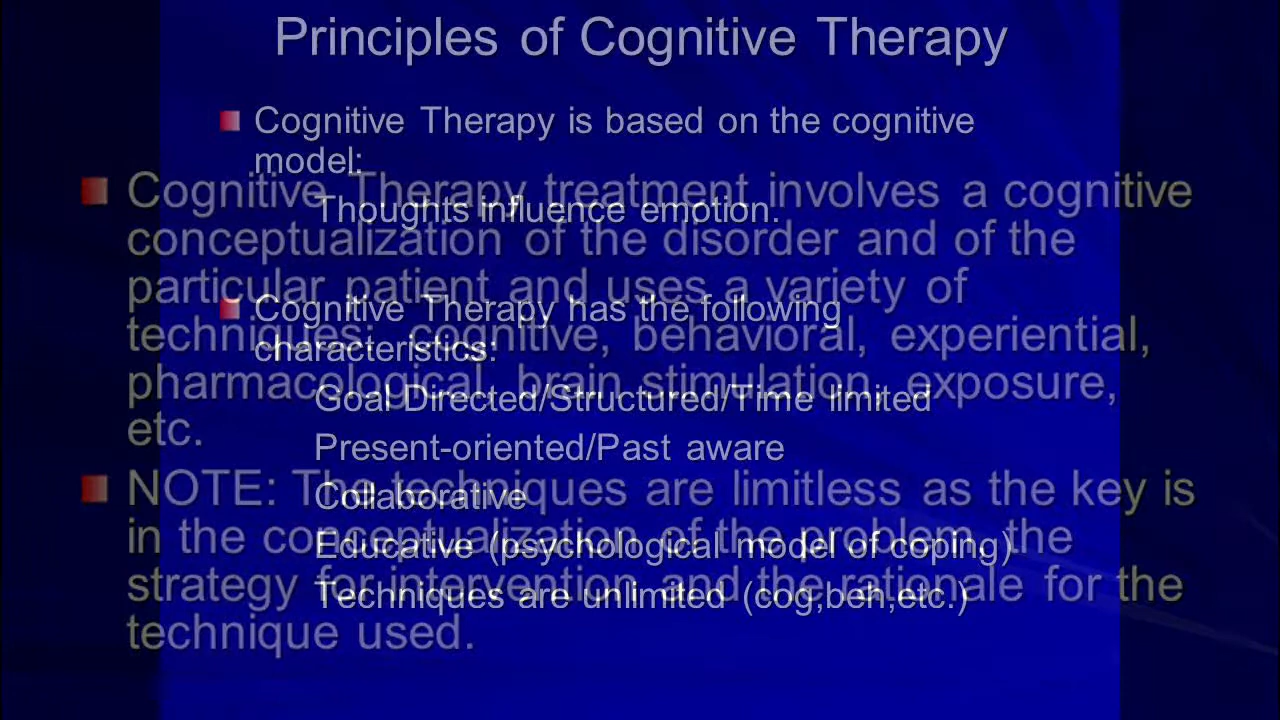 Principles of Cognitive Therapy
Cognitive Therapy is based on the cognitive
model:
Thoughts influence emotion.
Cognitive Therapy has the following
characteristics:
Goal Directed/Structured/Time limited
Present-oriented/Past aware
Collaborative
Educative (psychological model of coping)
Techniques are unlimited (cog,beh,etc.)
Cognitive Therapy treatment involves a cognitive
conceptualization of the disorder and of the
particular patient and uses a variety of
techniques: cognitive, behavioral, experiential,
pharmacological, brain stimulation, exposure,
etc.
NOTE: The techniques are limitless as the key is
in the conceptualization of the problem, the
strategy for intervention and the rationale for the
technique used.